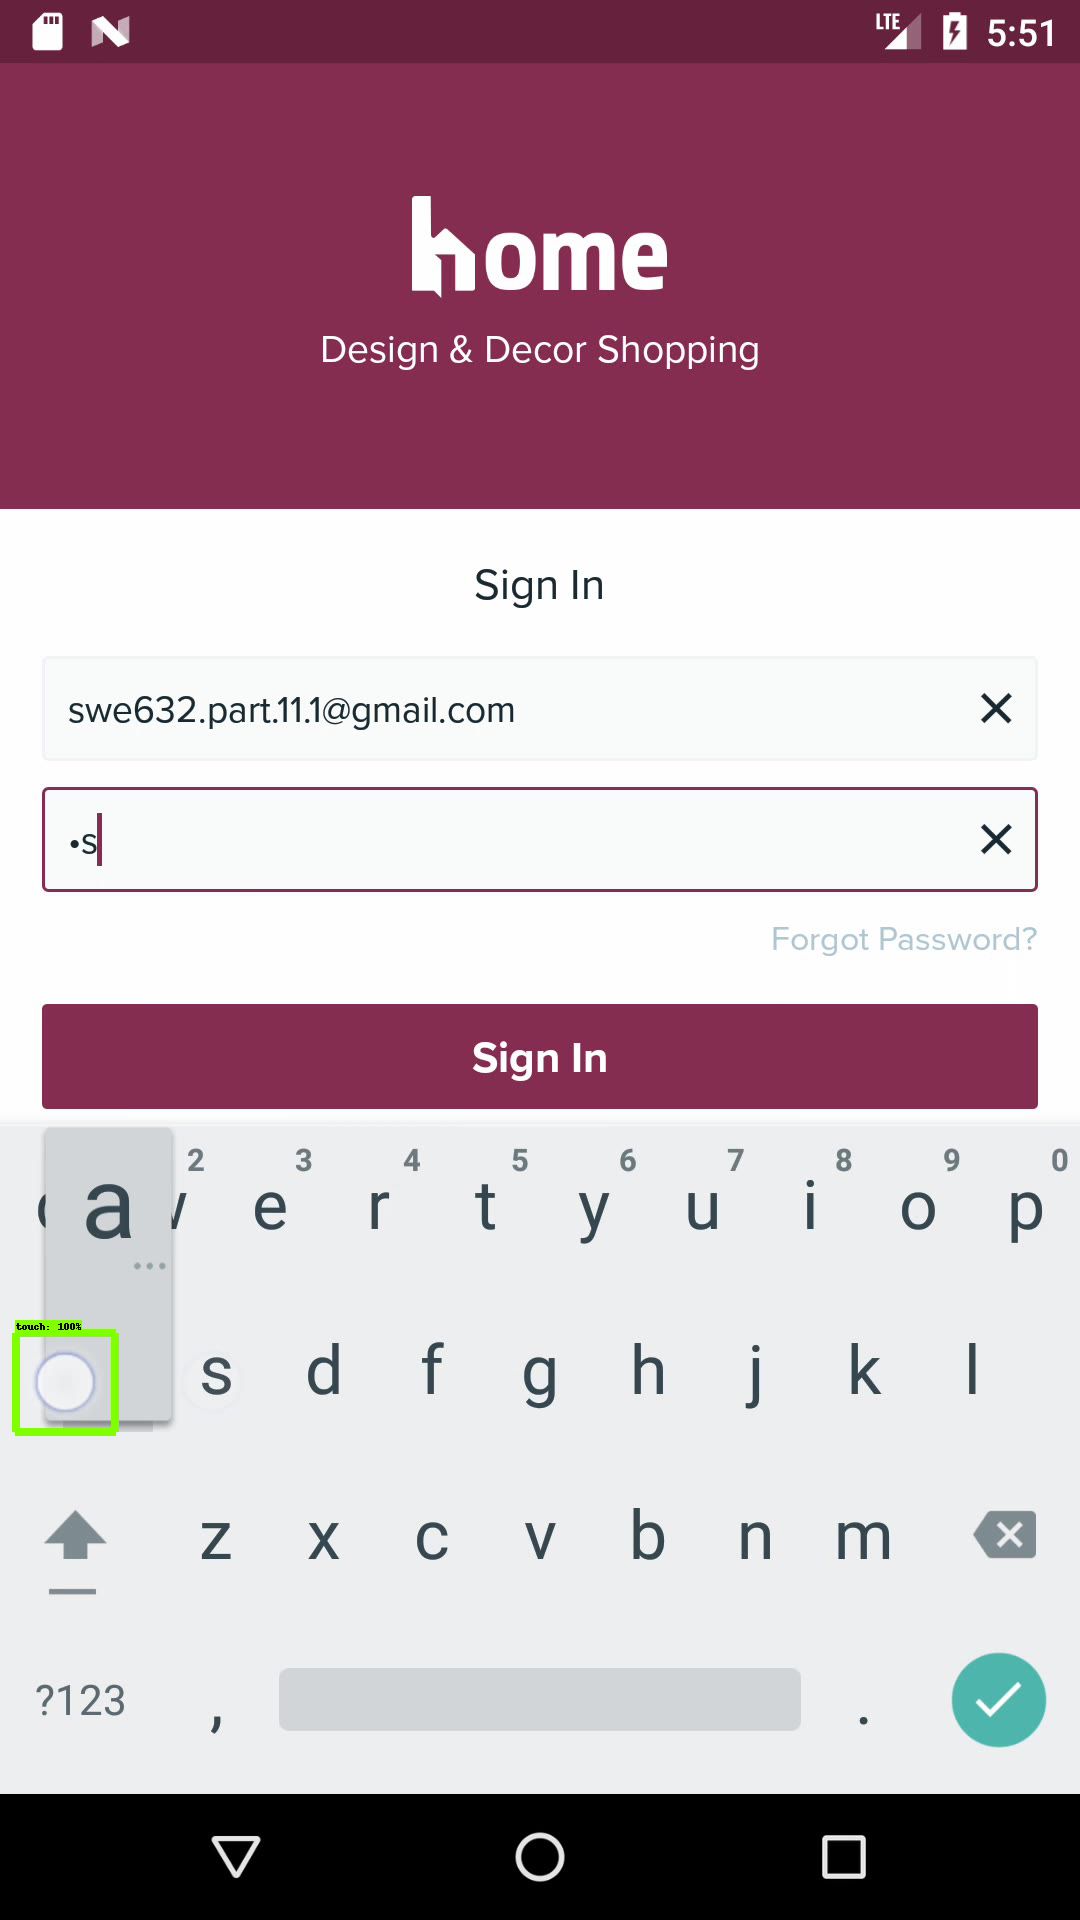 LTE 5:51
home
Design & Decor Shopping
Sign In
swe632.part.11.1@gmail.com
•s
Forgot Password?
Sign In
2 3 4 5 6 7 8 9 0
a e r t y u i o p
touch: 100%
s d f g h j k l
z x c v b n m
?123 , .